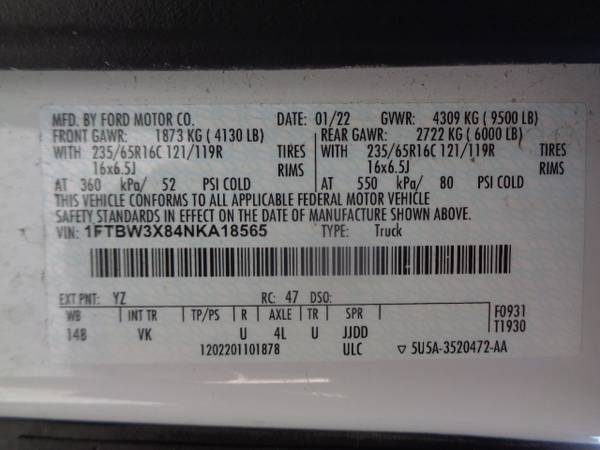 MFD. BY FORD MOTOR CO. DATE: 01/22 GVWR: 4309 KG ( 9500 LB)
FRONT GAWR: 1873 KG ( 4130 LB) REAR GAWR: 2722 KG ( 6000 LB)
WITH 235/65R16C 121/119R TIRES WITH 235/65R16C 121/119R TIRES
16x6.5J RIMS 16x6.5J RIMS
AT 360 kPa/ 52 PSI COLD AT 550 kPa/ 80 PSI COLD
THIS VEHICLE CONFORMS TO ALL APPLICABLE FEDERAL MOTOR VEHICLE
SAFETY STANDARDS IN EFFECT ON THE DATE OF MANUFACTURE SHOWN ABOVE.
VIN: 1FTBW3X84NKA18565 TYPE: Truck
EXT PNT: YZ RC: 47 DSO:
WB INT TR TP/PS R AXLE TR SPR F0931
148 VK U 4L U JJDD T1930
1202201101878 ULC ▽ 5U5A-3520472-AA